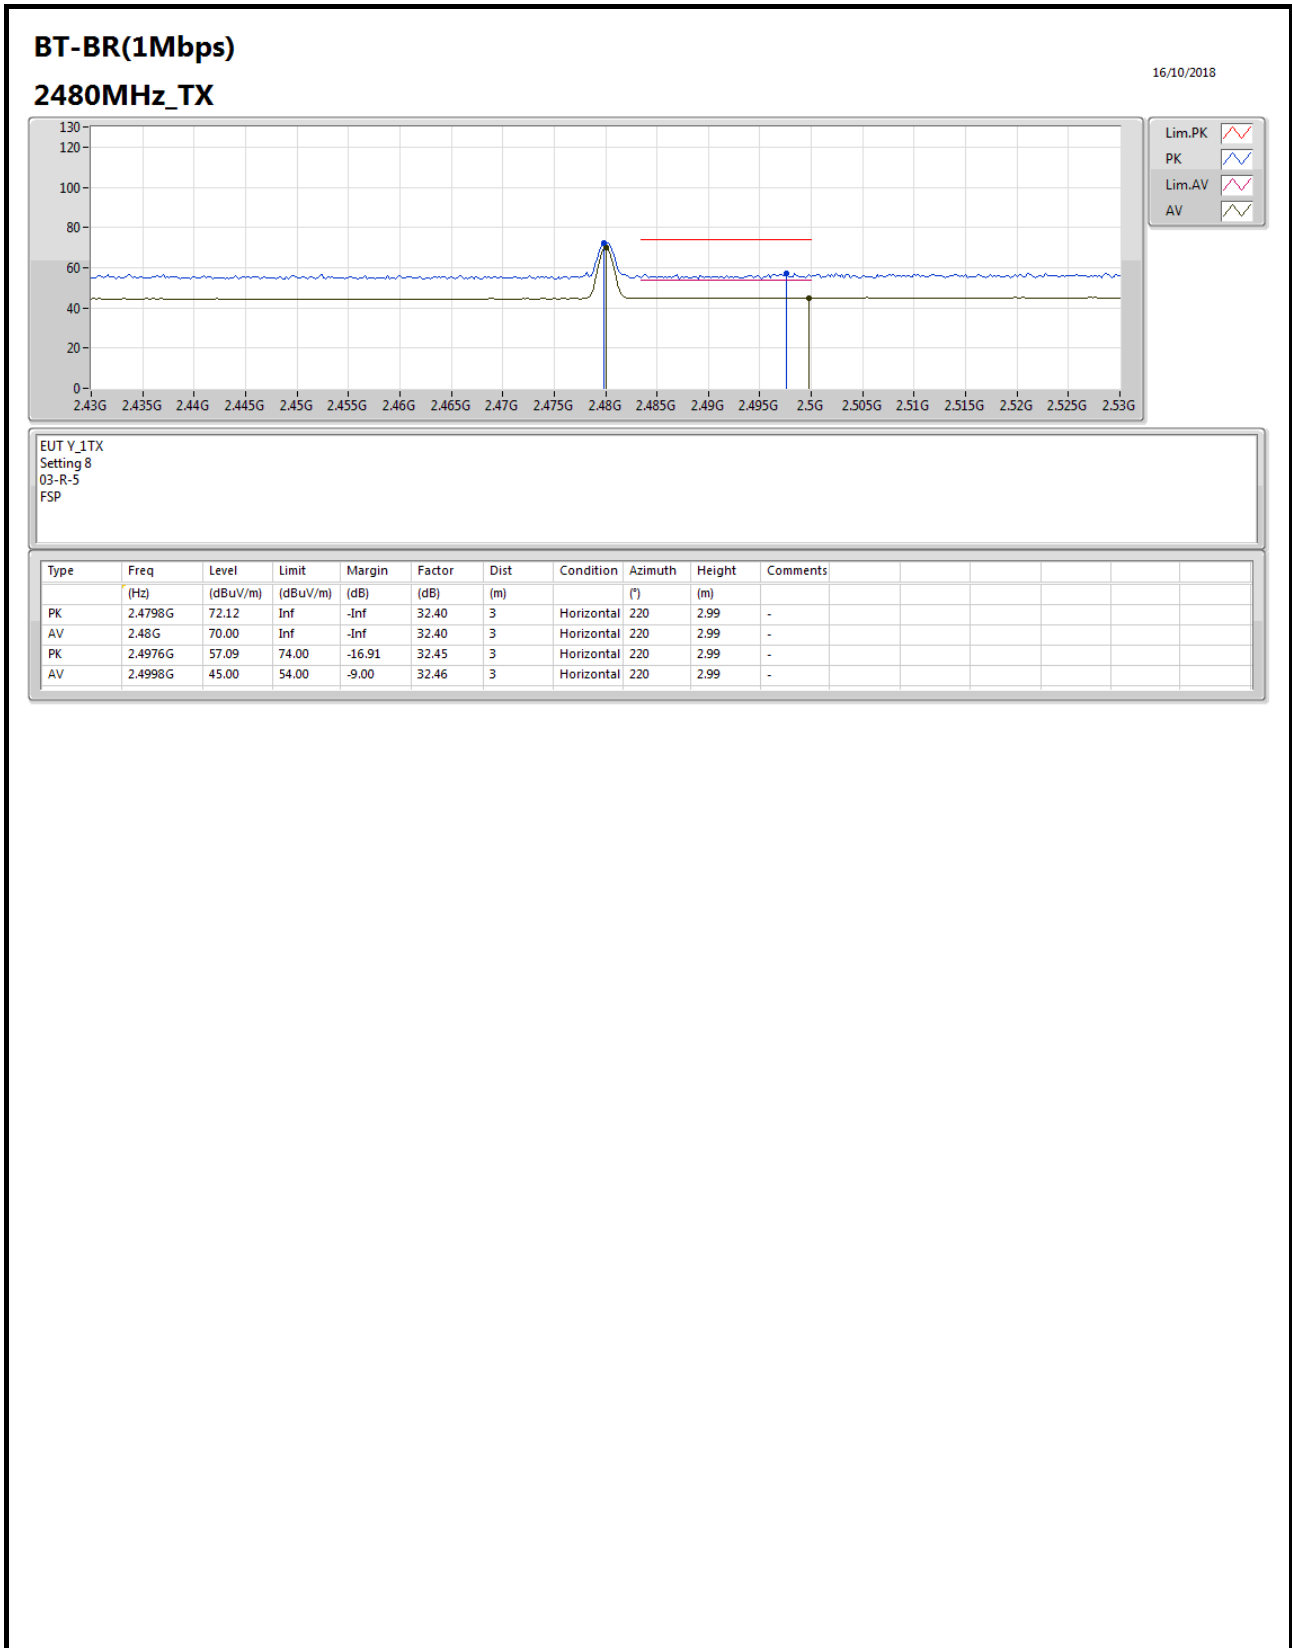 BT-BR(1Mbps)
16/10/2018
2480MHz_TX
130
120
100
80
60
40
20
0
2.43G 2.435G 2.44G 2.445G 2.45G 2.455G 2.46G 2.465G 2.47G 2.475G 2.48G 2.485G 2.49G 2.495G 2.5G 2.505G 2.51G 2.515G 2.52G 2.525G 2.53G
Lim.PK
PK
Lim.AV
AV
EUT Y_1TX
Setting 8
03-R-5
FSP
Type Freq Level Limit Margin Factor Dist Condition Azimuth Height Comments
(Hz) (dBuV/m) (dBuV/m) (dB) (dB) (m) (°) (m)
PK 2.4798G 72.12 Inf -Inf 32.40 3 Horizontal 220 2.99 -
AV 2.48G 70.00 Inf -Inf 32.40 3 Horizontal 220 2.99 -
PK 2.4976G 57.09 74.00 -16.91 32.45 3 Horizontal 220 2.99 -
AV 2.4998G 45.00 54.00 -9.00 32.46 3 Horizontal 220 2.99 -